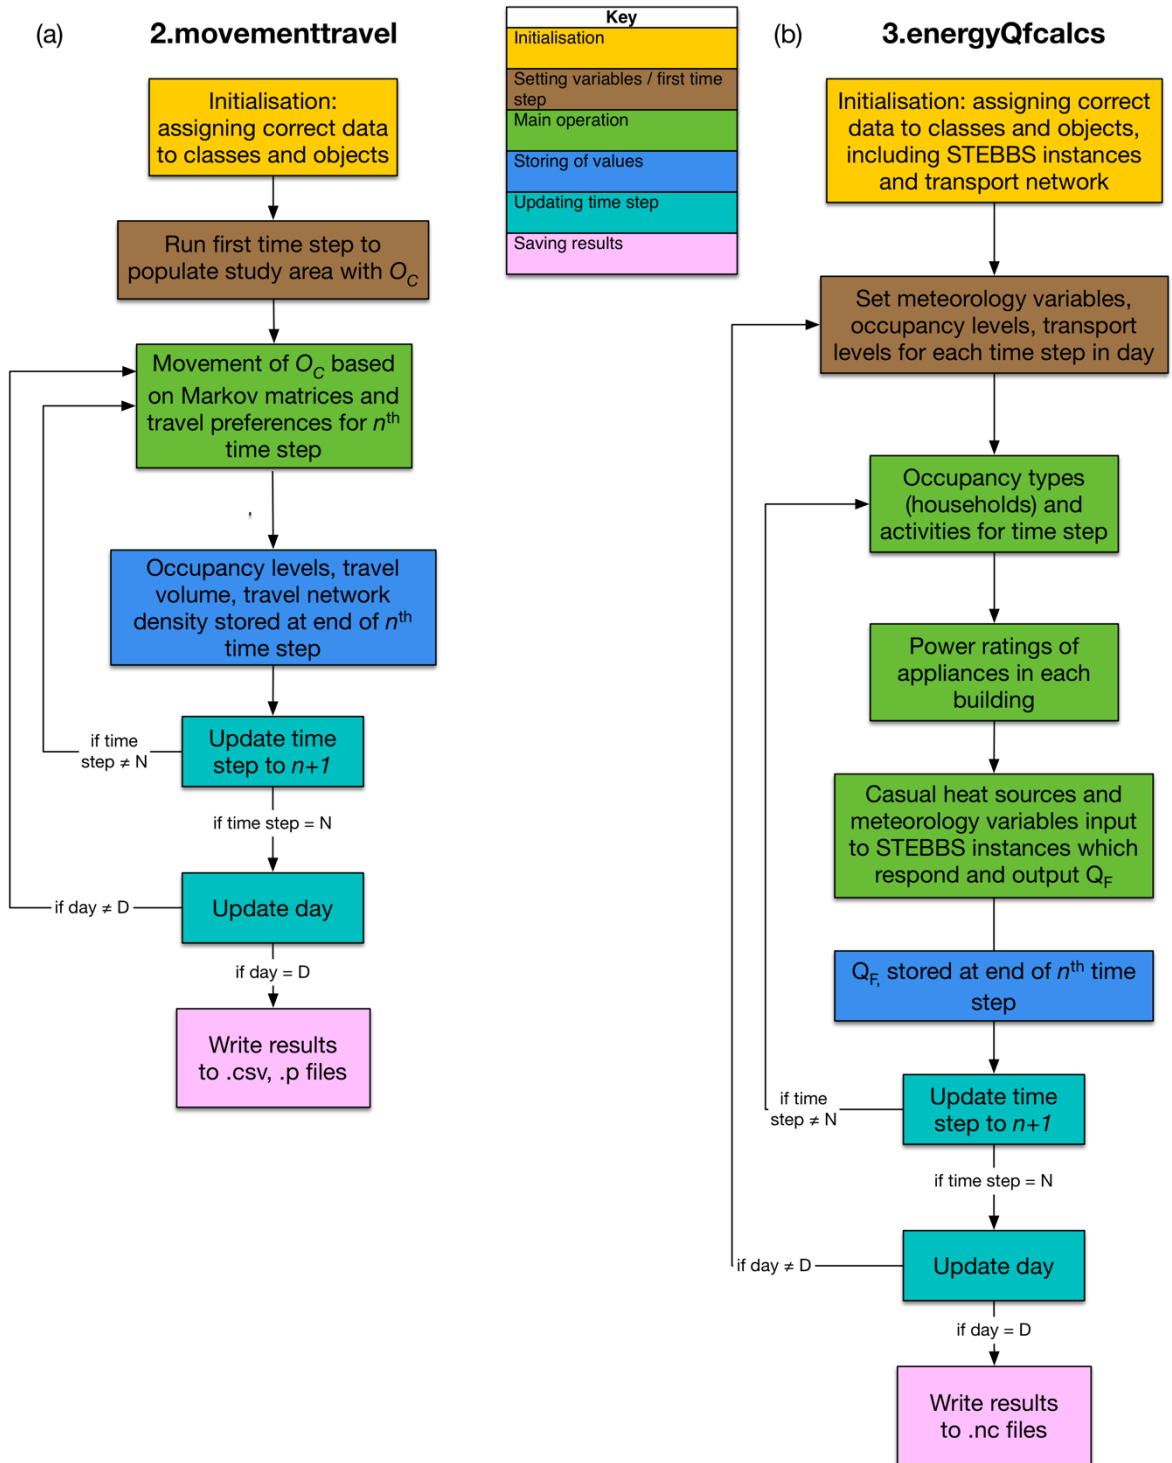 (a)
2.movementtravel
Initialisation:
assigning correct data
to classes and objects
Run first time step to
populate study area with O_C
Movement of O_C based
on Markov matrices and
travel preferences for n^th
time step
Occupancy levels, travel
volume, travel network
density stored at end of n^th
time step
Update time
step to n+1
if time
step ≠ N
if time step = N
Update day
if day ≠ D
if day = D
Write results
to .csv, .p files
Key
Initialisation
Setting variables / first time
step
Main operation
Storing of values
Updating time step
Saving results
(b)
3.energyQfcalcs
Initialisation: assigning correct
data to classes and objects,
including STEBBS instances
and transport network
Set meteorology variables,
occupancy levels, transport
levels for each time step in day
Occupancy types
(households) and
activities for time step
Power ratings of
appliances in each
building
Casual heat sources and
meteorology variables input
to STEBBS instances which
respond and output Q_F
Q_F, stored at end of n^th time
step
Update time
step to n+1
if time
step ≠ N
if time step = N
Update day
if day ≠ D
if day = D
Write results
to .nc files